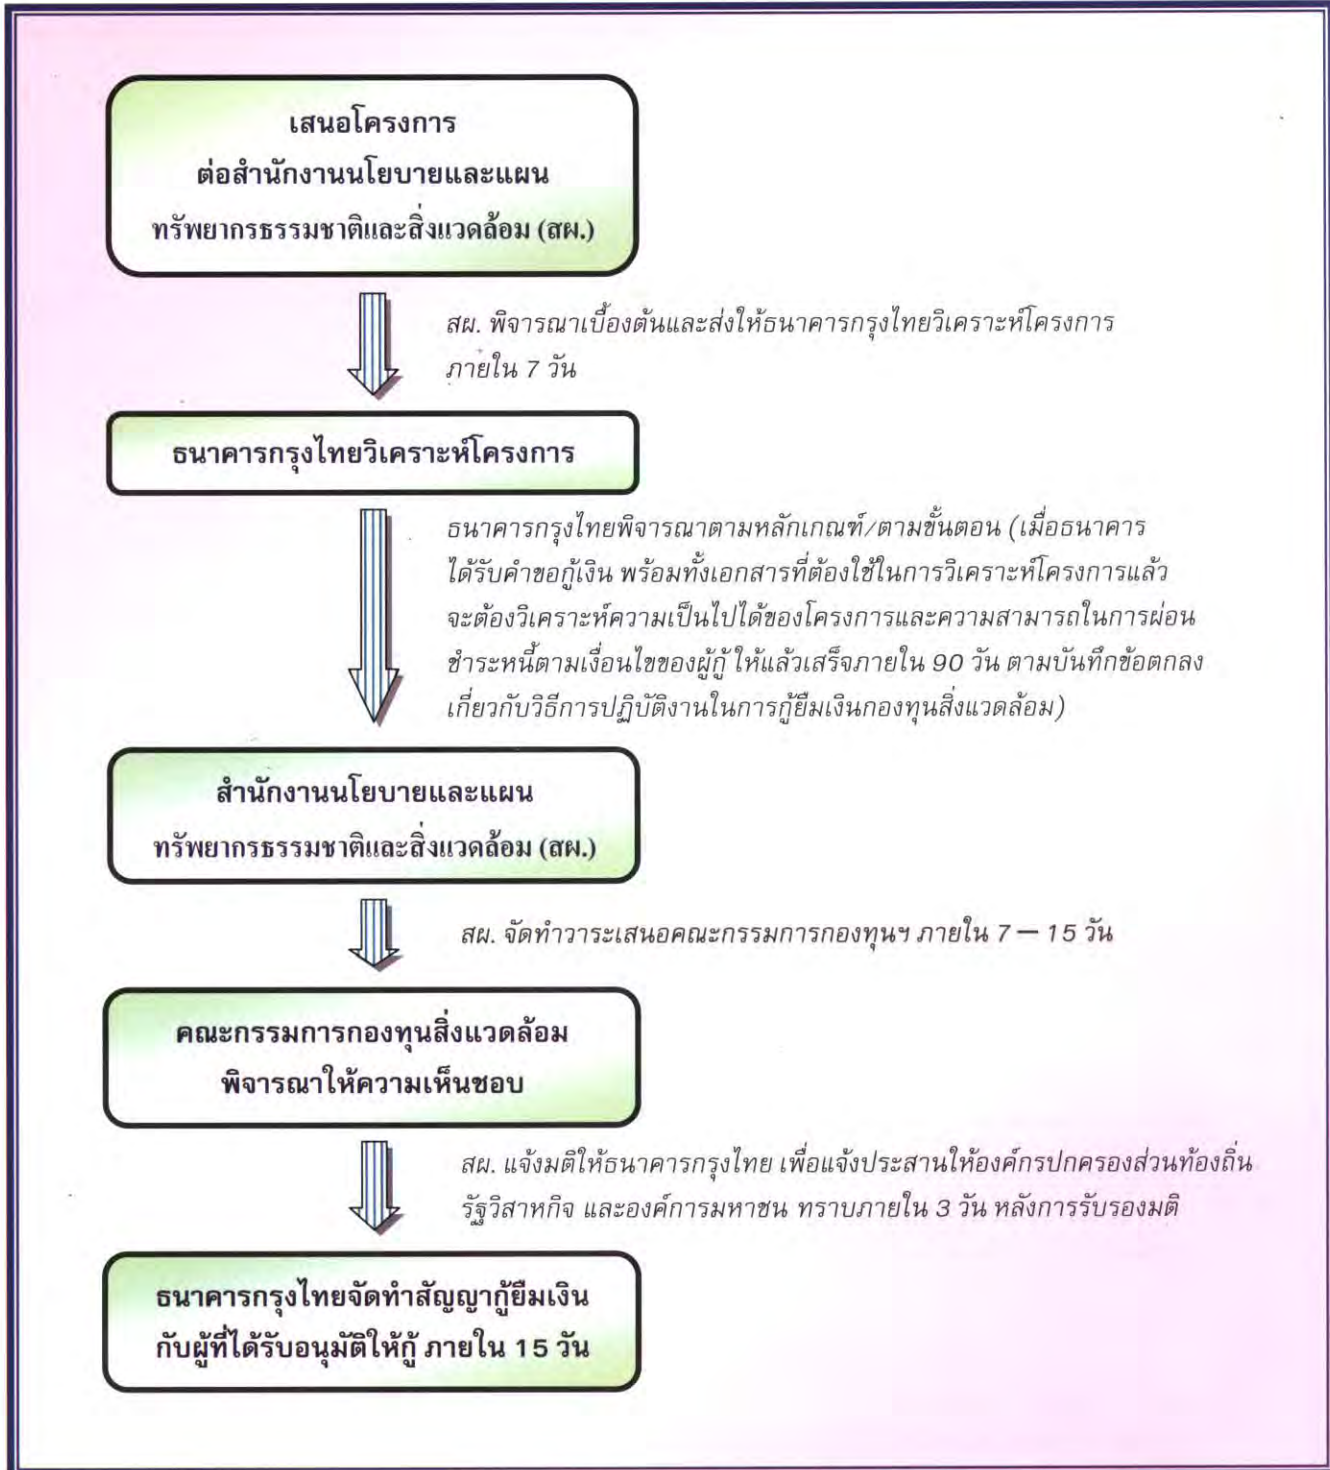 เสนอโครงการ
ต่อสำนักงานนโยบายและแผน
ทรัพยากรธรรมชาติและสิ่งแวดล้อม (สผ.)
สผ. พิจารณาเบื้องต้นและส่งให้ธนาคารกรุงไทยวิเคราะห์โครงการ
ภายใน 7 วัน
ธนาคารกรุงไทยวิเคราะห์โครงการ
ธนาคารกรุงไทยพิจารณาตามหลักเกณฑ์/ตามขั้นตอน (เมื่อธนาคาร
ได้รับคำขอกู้เงิน พร้อมทั้งเอกสารที่ต้องใช้ในการวิเคราะห์โครงการแล้ว
จะต้องวิเคราะห์ความเป็นไปได้ของโครงการและความสามารถในการผ่อน
ชำระหนี้ตามเงื่อนไขของผู้กู้ ให้แล้วเสร็จภายใน 90 วัน ตามบันทึกข้อตกลง
เกี่ยวกับวิธีการปฏิบัติงานในการกู้ยืมเงินกองทุนสิ่งแวดล้อม)
สำนักงานนโยบายและแผน
ทรัพยากรธรรมชาติและสิ่งแวดล้อม (สผ.)
สผ. จัดทำวาระเสนอคณะกรรมการกองทุนฯ ภายใน 7 – 15 วัน
คณะกรรมการกองทุนสิ่งแวดล้อม
พิจารณาให้ความเห็นชอบ
สผ. แจ้งมติให้ธนาคารกรุงไทย เพื่อแจ้งประสานให้องค์กรปกครองส่วนท้องถิ่น
รัฐวิสาหกิจ และองค์การมหาชน ทราบภายใน 3 วัน หลังการรับรองมติ
ธนาคารกรุงไทยจัดทำสัญญากู้ยืมเงิน
กับผู้ที่ได้รับอนุมัติให้กู้ ภายใน 15 วัน